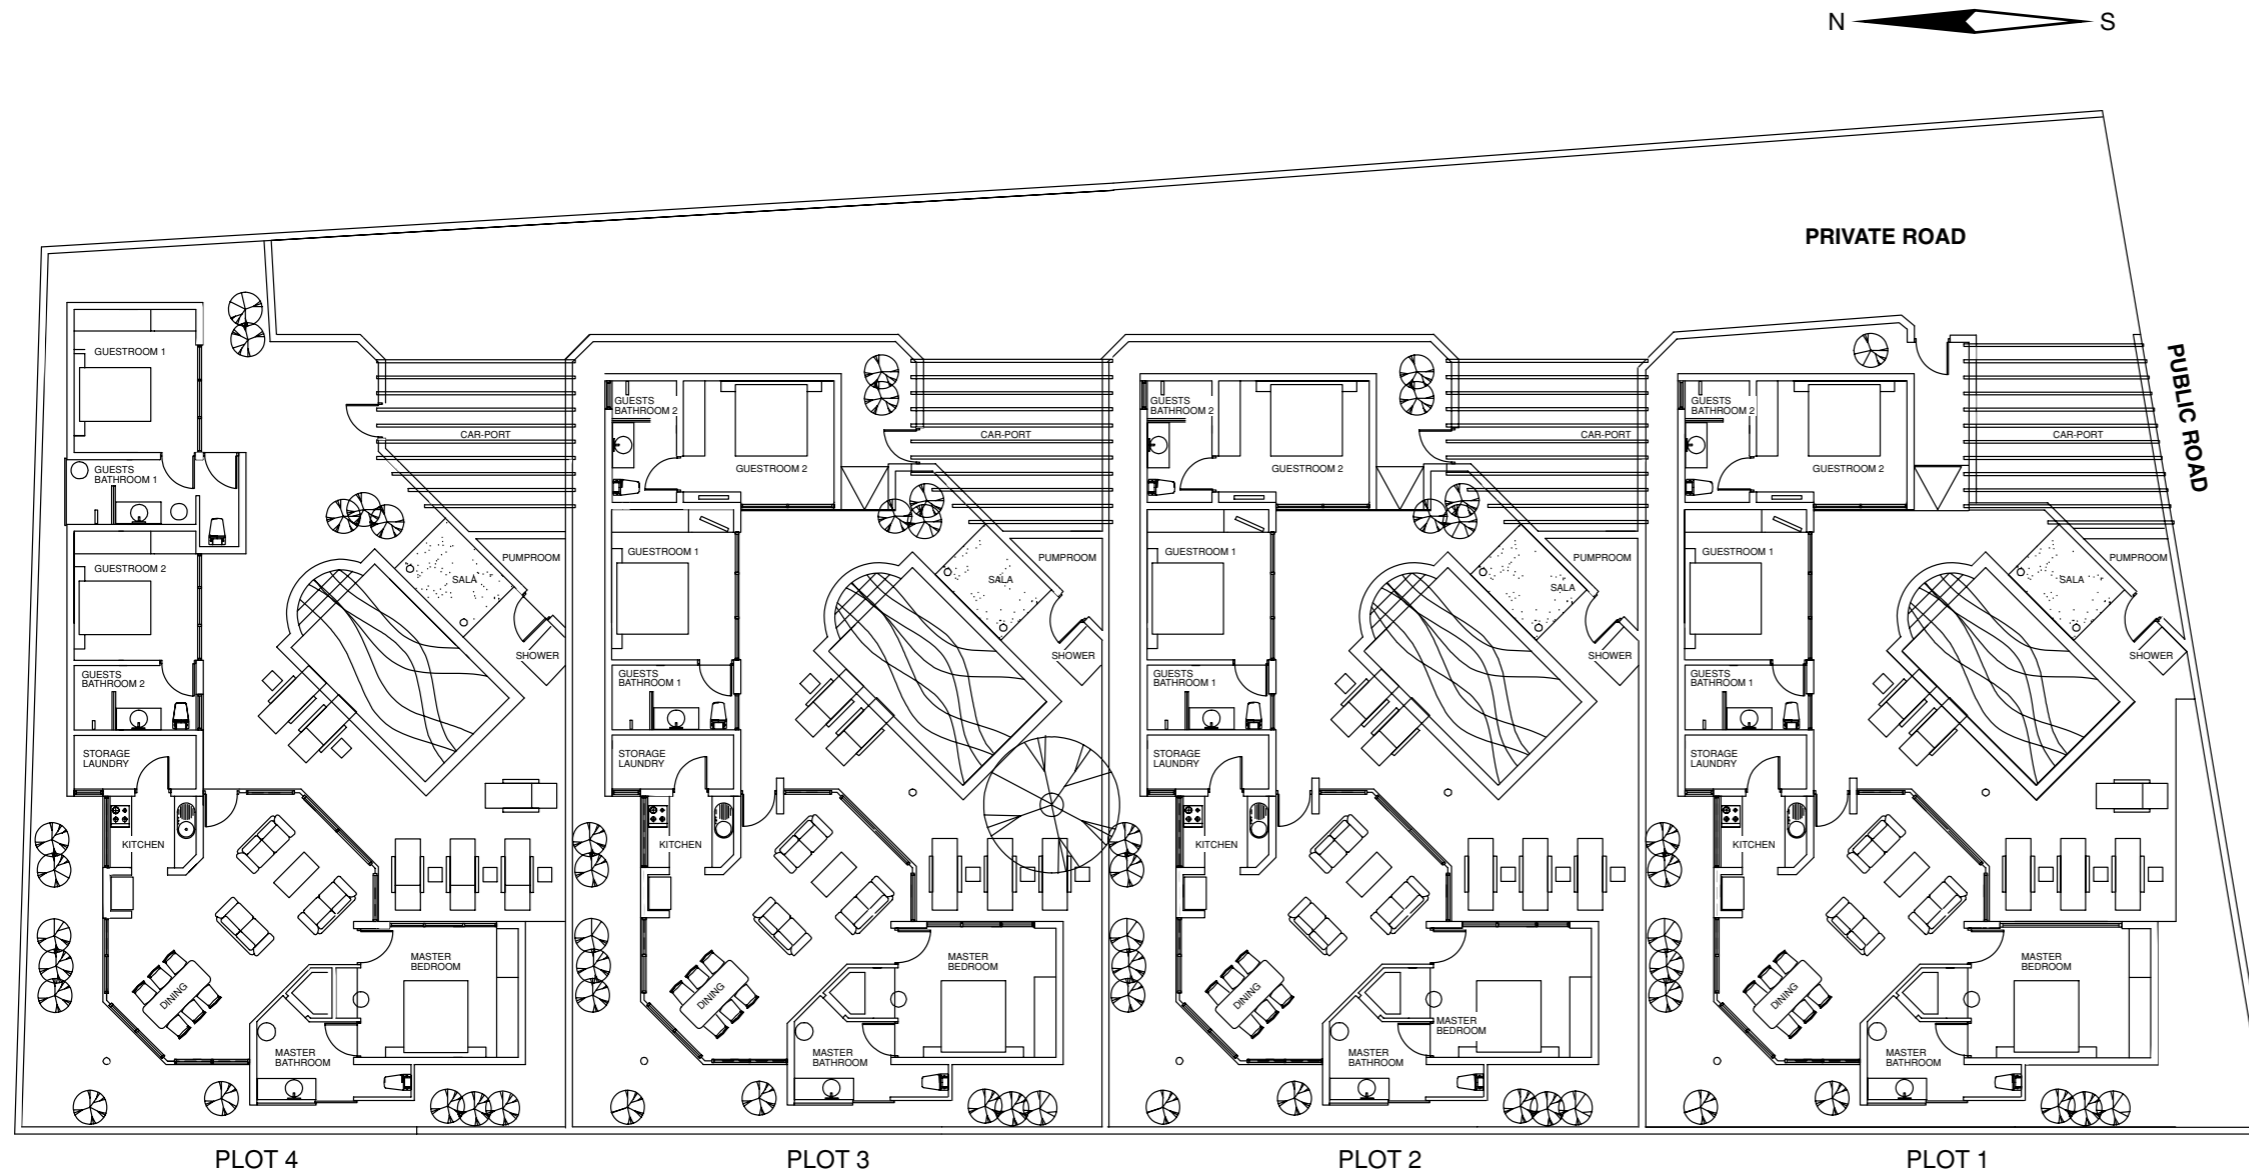 N
S
PRIVATE ROAD
PUBLIC ROAD
GUESTROOM 1
GUESTS
BATHROOM 1
GUESTROOM 2
GUESTS
BATHROOM 2
STORAGE
LAUNDRY
KITCHEN
DINING
MASTER
BATHROOM
MASTER
BEDROOM
CAR-PORT
PUMPROOM
SALA
SHOWER
PLOT 4
GUESTS
BATHROOM 2
GUESTROOM 2
GUESTROOM 1
GUESTS
BATHROOM 1
STORAGE
LAUNDRY
KITCHEN
DINING
MASTER
BATHROOM
MASTER
BEDROOM
CAR-PORT
PUMPROOM
SALA
SHOWER
PLOT 3
GUESTS
BATHROOM 2
GUESTROOM 2
GUESTROOM 1
GUESTS
BATHROOM 1
STORAGE
LAUNDRY
KITCHEN
DINING
MASTER
BATHROOM
MASTER
BEDROOM
CAR-PORT
PUMPROOM
SALA
SHOWER
PLOT 2
GUESTS
BATHROOM 2
GUESTROOM 2
GUESTROOM 1
GUESTS
BATHROOM 1
STORAGE
LAUNDRY
KITCHEN
DINING
MASTER
BATHROOM
MASTER
BEDROOM
CAR-PORT
PUMPROOM
SALA
SHOWER
PLOT 1